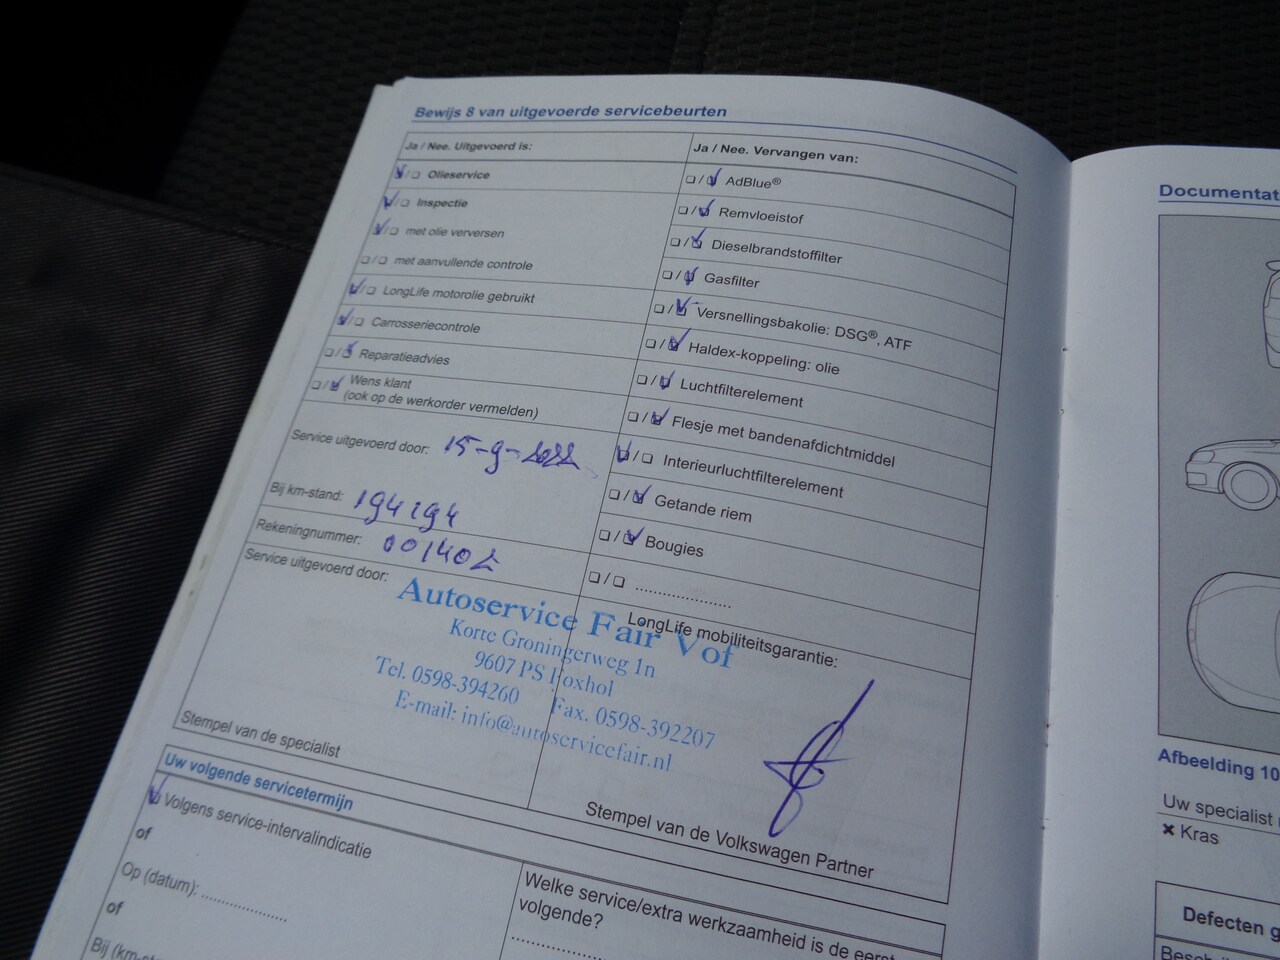 Bewijs 8 van uitgevoerde servicebeurten
Ja / Nee. Uitgevoerd is:
Olieservice
Inspectie
met olie verversen
met aanvullende controle
LongLife motorolie gebruikt
Carrosseriecontrole
Reparatieadvies
Wens klant
(ook op de werkorder vermelden)
Service uitgevoerd door: 15-9-2022
Bij km-stand: 194194
Rekeningnummer: 001402
Service uitgevoerd door:
Autoservice Fair Vof
Korte Groningerweg 1n
9607 PS Foxhol
Tel. 0598-394260 Fax. 0598-392207
E-mail: info@autoservicefair.nl
Stempel van de specialist
Ja / Nee. Vervangen van:
AdBlue®
Remvloeistof
Dieselbrandstoffilter
Gasfilter
Versnellingsbakolie: DSG®, ATF
Haldex-koppeling: olie
Luchtfilterelement
Flesje met bandenafdichtmiddel
Interieurluchtfilterelement
Getande riem
Bougies
....................
LongLife mobiliteitsgarantie:
Stempel van de Volkswagen Partner
Uw volgende servicetermijn
Volgens service-intervalindicatie
of
Op (datum): ..................
of
Bij (km-sta
Welke service/extra werkzaamheid is de eerst
volgende?
Documentat
Afbeelding 10
Uw specialist
✖ Kras
Defecten g